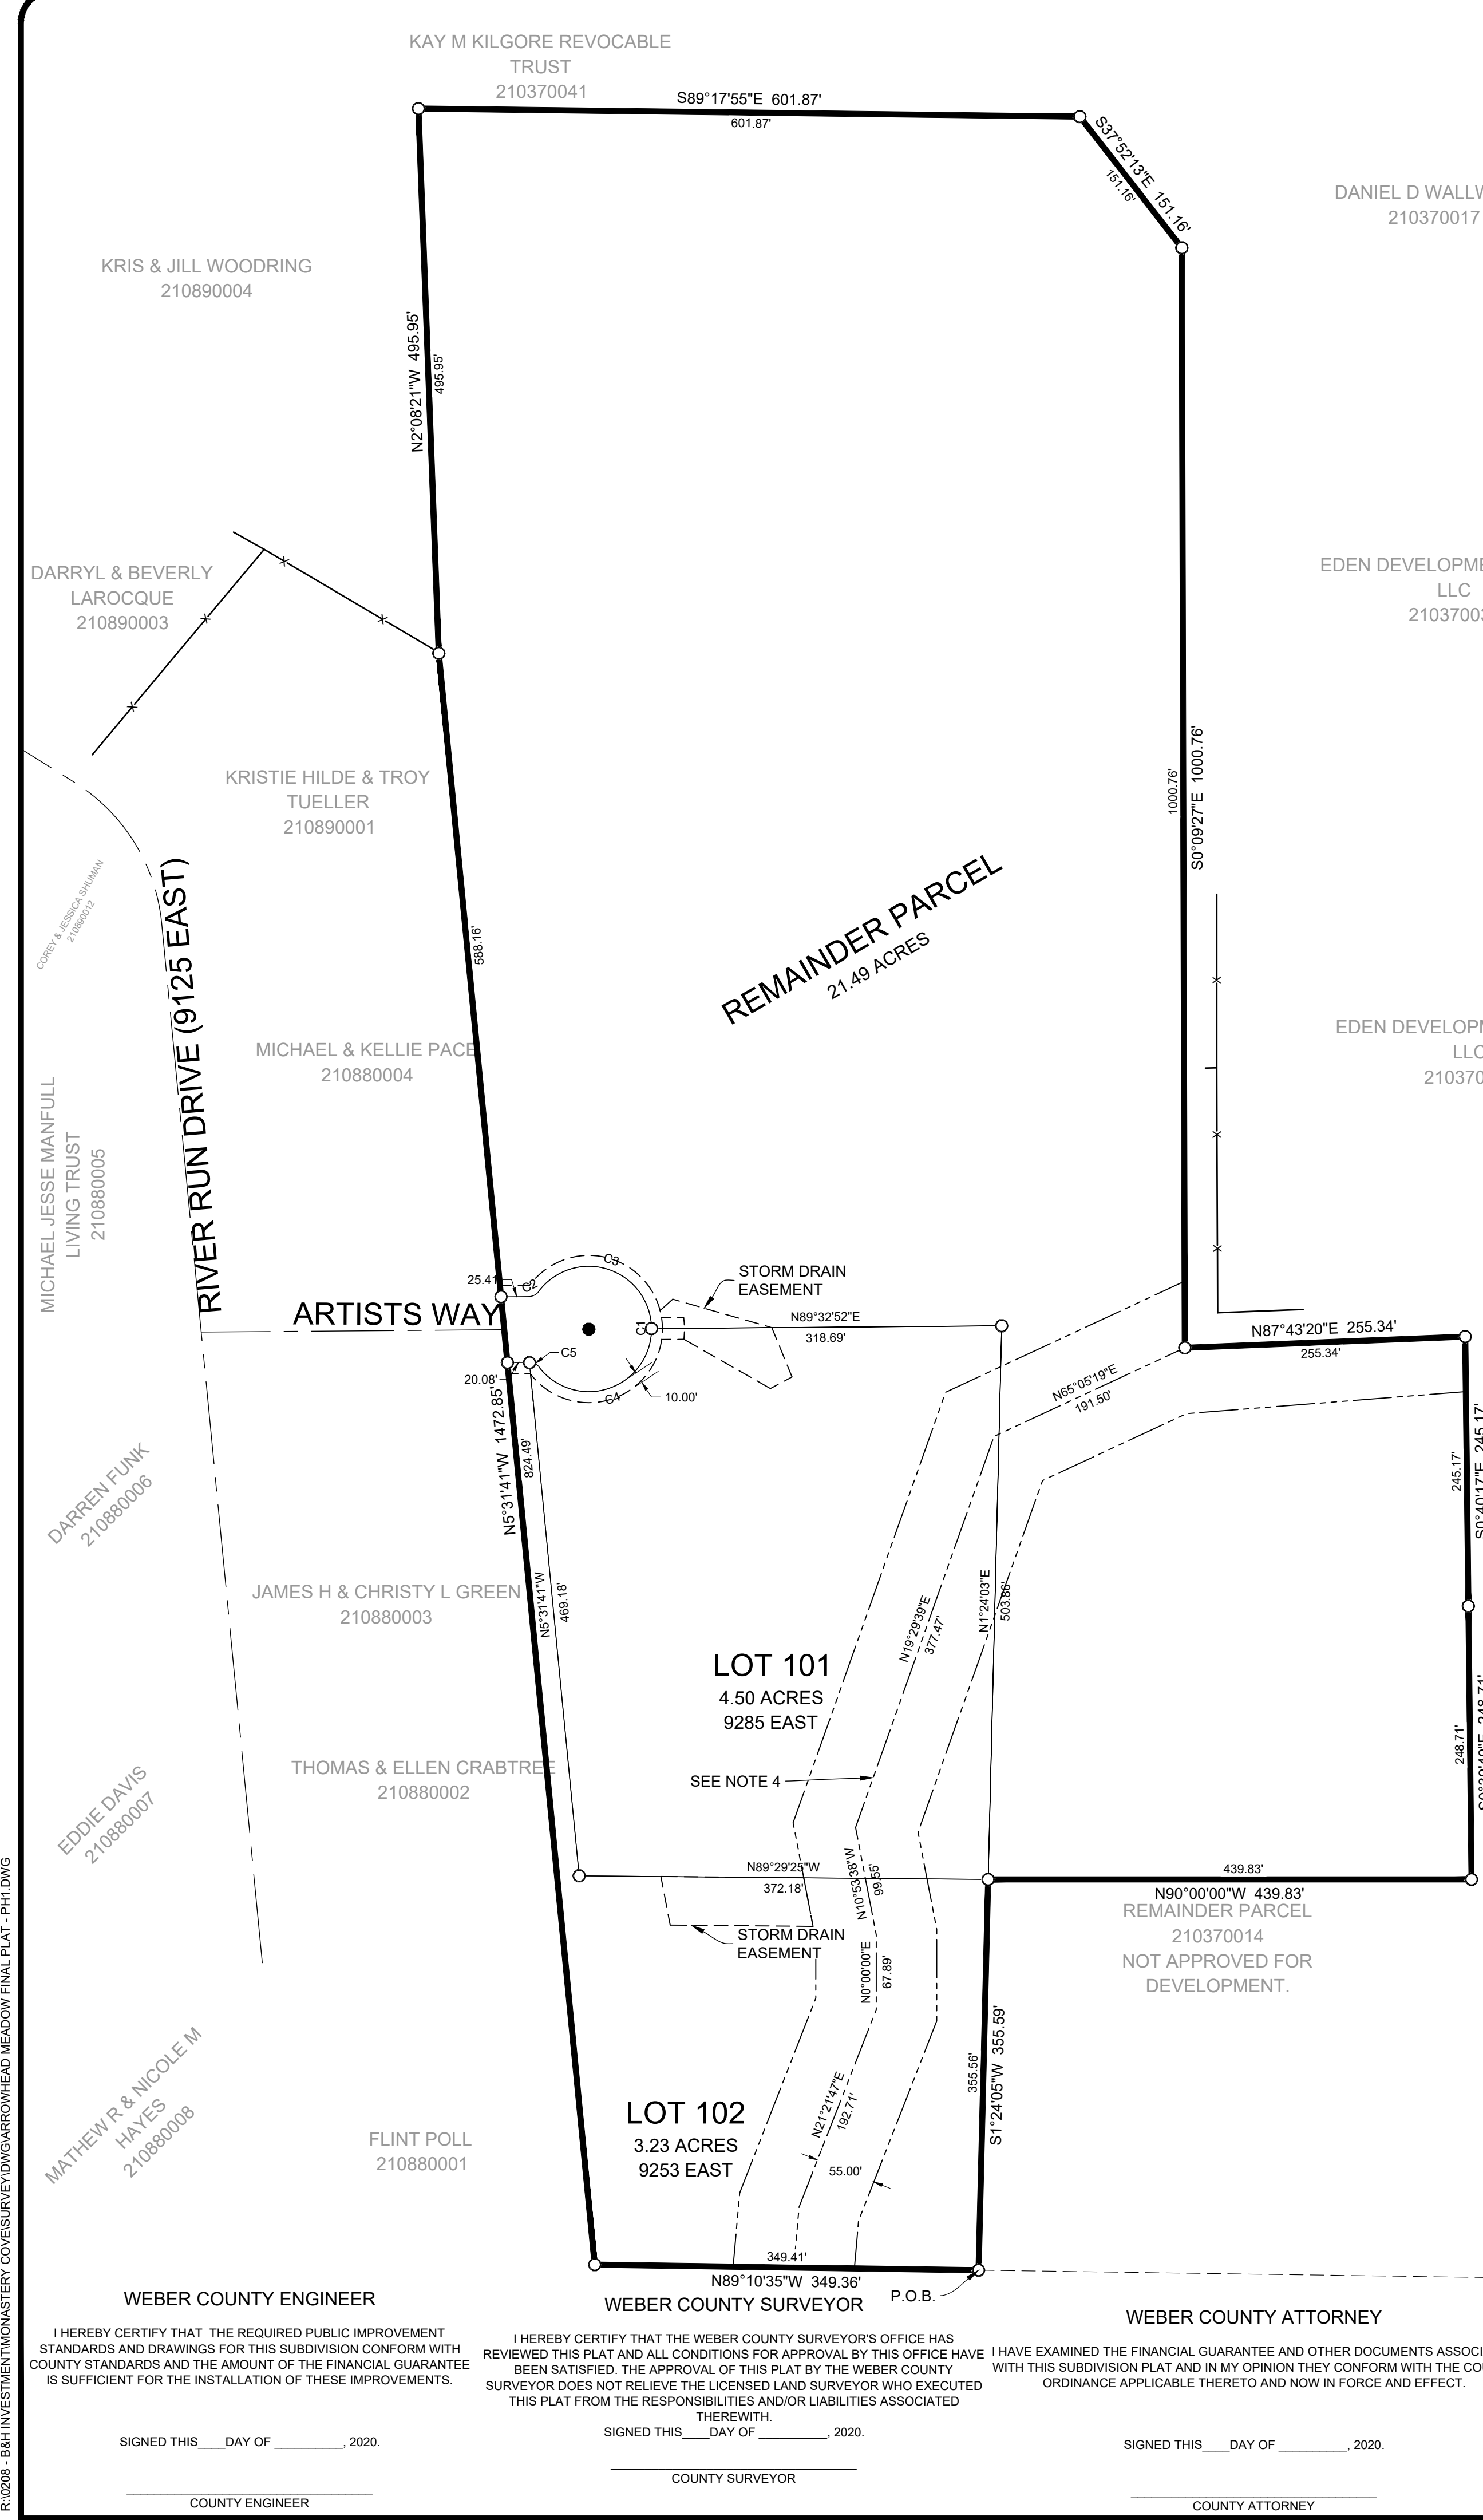 KAY M KILGORE REVOCABLE
TRUST
210370041
S89°17'55"E 601.87'
601.87'
S37°52'13"E 151.16'
151.16'
DANIEL D
210370017
KRIS & JILL WOODRING
210890004
N2°08'21"W 495.95'
495.95'
DARRYL & BEVERLY
LAROCQUE
210890003
EDEN
LLC
KRISTIE HILDE & TROY
TUELLER
210890001
1000.76'
S0°09'27"E 1000.76'
COREY & JESSICA SHUMAN
210890012
RIVER RUN DRIVE (9125 EAST)
588.16'
REMAINDER PARCEL
21.49 ACRES
MICHAEL & KELLIE PACE
210880004
EDEN
MICHAEL JESSE MANFULL
LIVING TRUST
210880005
25.41'
C2
C3
C1
STORM DRAIN
EASEMENT
ARTISTS WAY
N89°32'52"E
318.69'
C5
C4
10.00'
20.08'
N87°43'20"E 255.34'
255.34'
N65°05'19"E
191.50'
N5°31'41"W 1472.85'
824.49'
245.17'
S0°40'17"E 245.17'
DARREN FUNK
210880006
JAMES H & CHRISTY L GREEN
210880003
N5°31'41"W
469.18'
N19°29'39"E
377.47'
N1°24'03"E
503.86'
LOT 101
4.50 ACRES
9285 EAST
SEE NOTE 4
248.71'
THOMAS & ELLEN CRABTREE
210880002
EDDIE DAVIS
210880007
N89°29'25"W
372.18'
N10°53'38"W
99.55'
439.83'
N90°00'00"W 439.83'
REMAINDER PARCEL
210370014
NOT APPROVED FOR
DEVELOPMENT.
STORM DRAIN
EASEMENT
N0°00'00"E
67.89'
355.56'
S1°24'05"W 355.59'
MATHEW R & NICOLE M
HAYES
210880008
FLINT POLL
210880001
LOT 102
3.23 ACRES
9253 EAST
N21°21'47"E
192.71'
55.00'
349.41'
N89°10'35"W 349.36'
P.O.B.
WEBER COUNTY ENGINEER
I HEREBY CERTIFY THAT THE REQUIRED PUBLIC IMPROVEMENT
STANDARDS AND DRAWINGS FOR THIS SUBDIVISION CONFORM WITH
COUNTY STANDARDS AND THE AMOUNT OF THE FINANCIAL GUARANTEE
IS SUFFICIENT FOR THE INSTALLATION OF THESE IMPROVEMENTS.
SIGNED THIS____DAY OF __________, 2020.
COUNTY ENGINEER
WEBER COUNTY SURVEYOR
I HEREBY CERTIFY THAT THE WEBER COUNTY SURVEYOR'S OFFICE HAS
REVIEWED THIS PLAT AND ALL CONDITIONS FOR APPROVAL BY THIS OFFICE HAVE
BEEN SATISFIED. THE APPROVAL OF THIS PLAT BY THE WEBER COUNTY
SURVEYOR DOES NOT RELIEVE THE LICENSED LAND SURVEYOR WHO EXECUTED
THIS PLAT FROM THE RESPONSIBILITIES AND/OR LIABILITIES ASSOCIATED
THEREWITH.
SIGNED THIS____DAY OF __________, 2020.
COUNTY SURVEYOR
WEBER COUNTY ATTORNEY
I HAVE EXAMINED THE FINANCIAL GUARANTEE AND OTHER DOCUMENTS
WITH THIS SUBDIVISION PLAT AND IN MY OPINION THEY CONFORM WITH THE
ORDINANCE APPLICABLE THERETO AND NOW IN FORCE AND EFFECT.
SIGNED THIS____DAY OF __________, 2020.
COUNTY ATTORNEY
R:\0208 - B&H INVESTMENT\MONASTERY COVE\SURVEY\DWG\ARROWHEAD MEADOW FINAL PLAT - PH1.DWG